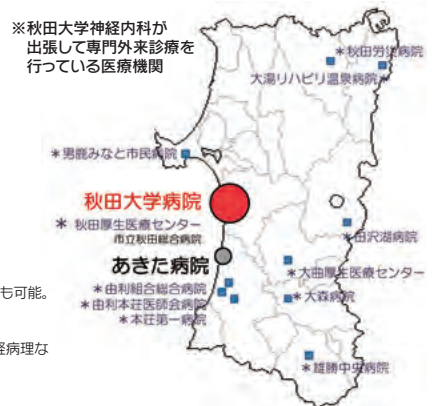 ※秋田大学神経内科が
出張して専門外来診療を
行っている医療機関
＊秋田労災病院
大湯リハビリ温泉病院＊
＊男鹿みなと市民病院
秋田大学病院
＊ 秋田厚生医療センター
市立秋田総合病院
＊田沢湖病院
あきた病院
＊大曲厚生医療センター
も可能。
＊由利組合総合病院
＊大森病院
＊由利本荘医師会病院
＊本荘第一病院
経病理な
＊雄勝中央病院